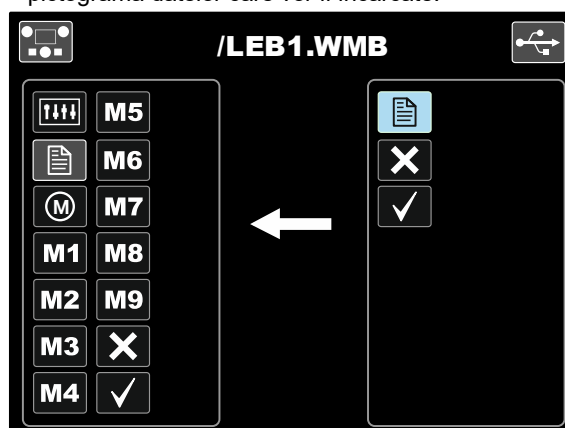 pictograma datelor care vor fi încărcate.
/LEB1.WMB
M5
M6
M M7
M1 M8
M2 M9
M3
M4